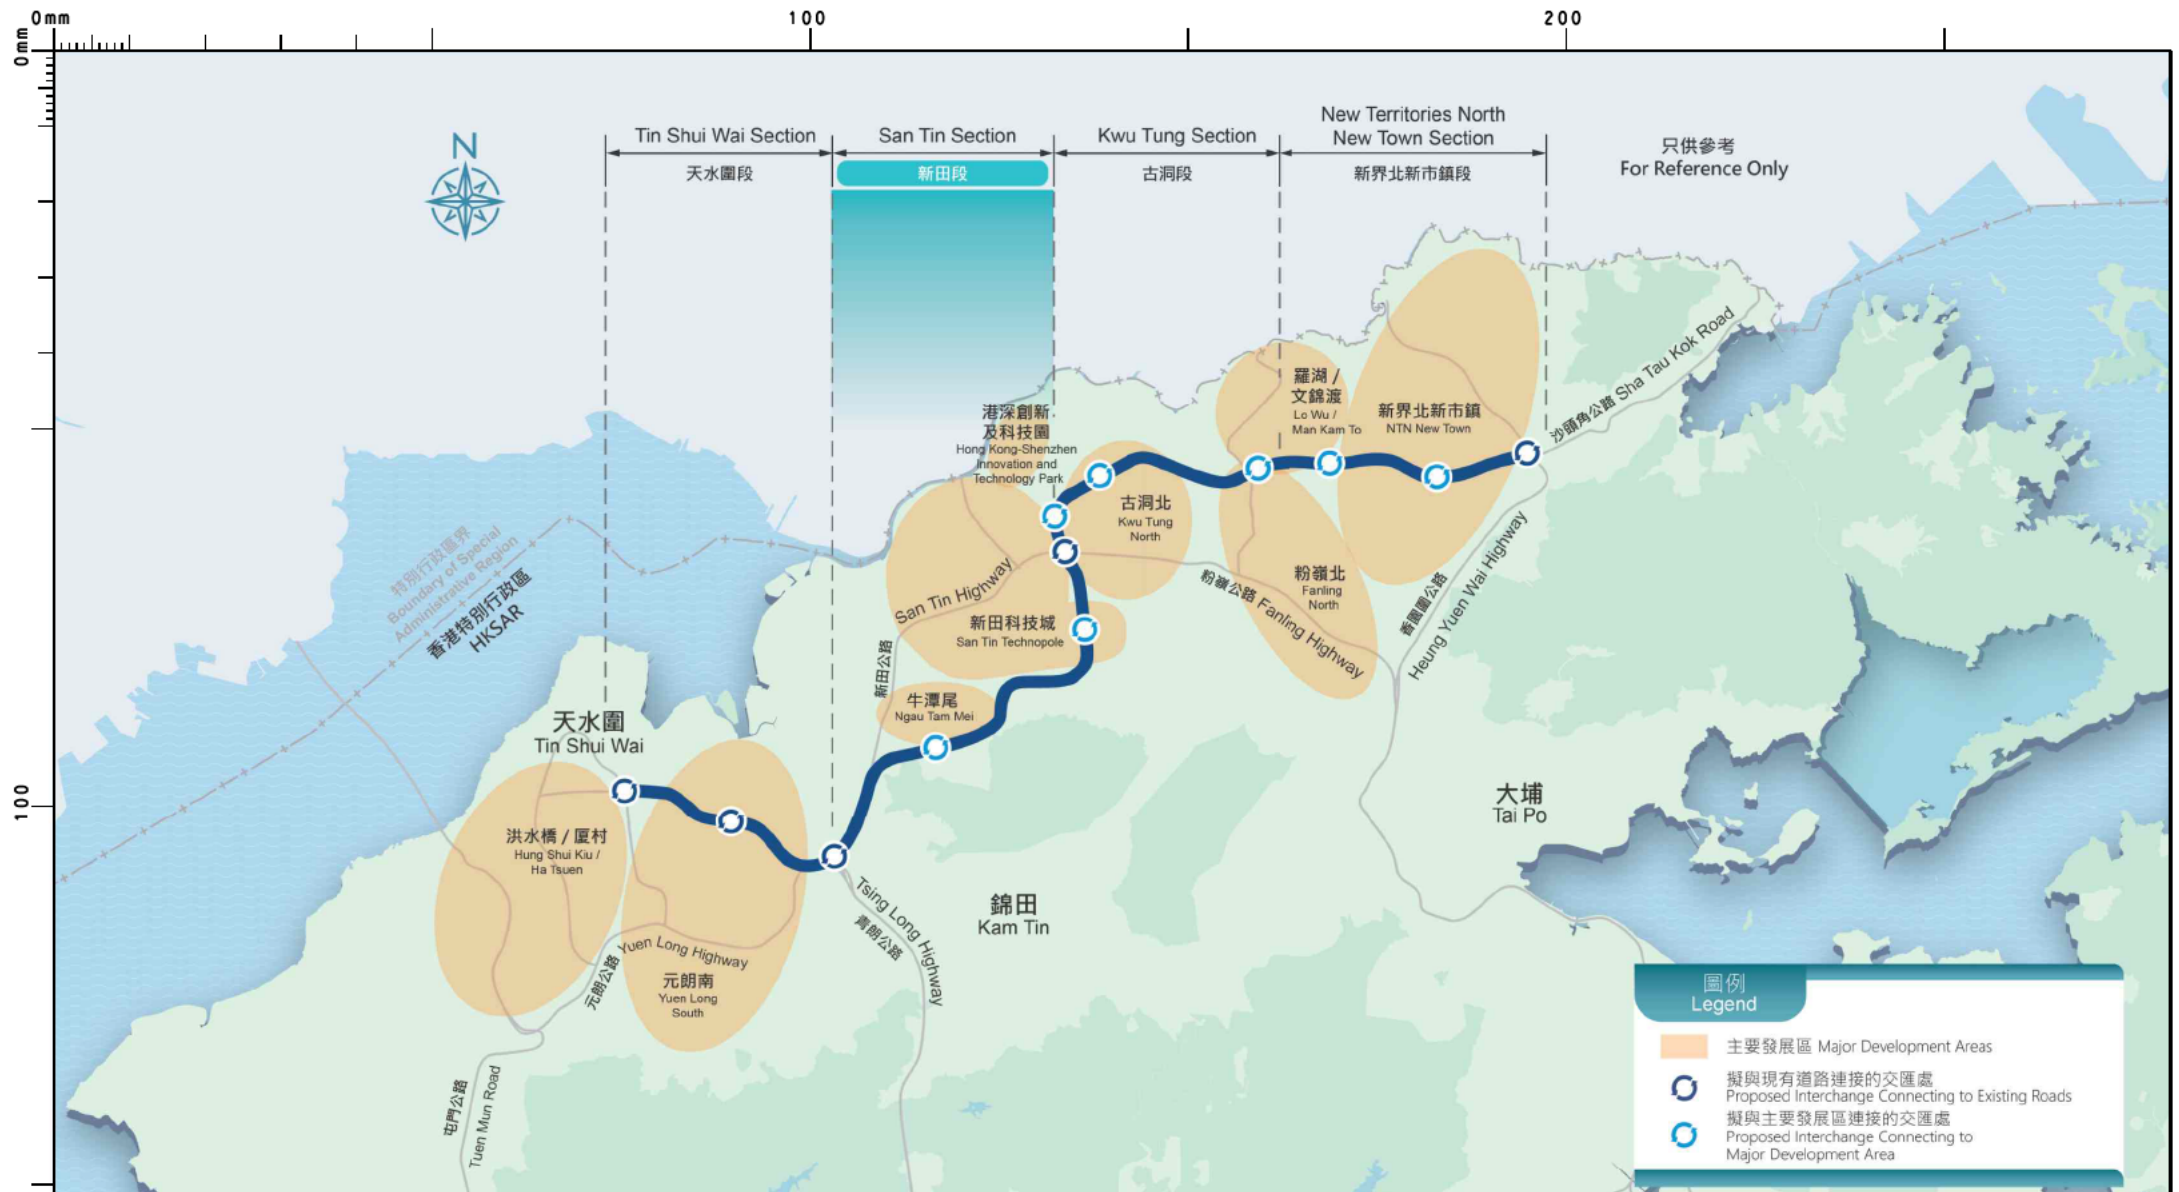 0mm
100
200
0mm
100
N
Tin Shui Wai Section
天水圍段
San Tin Section
新田段
Kwu Tung Section
古洞段
New Territories North
New Town Section
新界北新市鎮段
只供參考
For Reference Only
特別行政區界
Boundary of Special
Administrative Region
香港特別行政區
HKSAR
港深創新
及科技園
Hong Kong-Shenzhen
Innovation and
Technology Park
羅湖 /
文錦渡
Lo Wu /
Man Kam To
新界北新市鎮
NTN New Town
沙頭角公路 Sha Tau Kok Road
古洞北
Kwu Tung
North
San Tin Highway
新田公路
新田科技城
San Tin Technopole
粉嶺公路 Fanling Highway
粉嶺北
Fanling
North
香園圍公路
Heung Yuen Wai Highway
牛潭尾
Ngau Tam Mei
天水圍
Tin Shui Wai
洪水橋 / 厦村
Hung Shui Kiu /
Ha Tsuen
大埔
Tai Po
錦田
Kam Tin
Tsing Long Highway
青朗公路
元朗公路 Yuen Long Highway
元朗南
Yuen Long
South
屯門公路
Tuen Mun Road
圖例
Legend
主要發展區 Major Development Areas
擬與現有道路連接的交匯處
Proposed Interchange Connecting to Existing Roads
擬與主要發展區連接的交匯處
Proposed Interchange Connecting to
Major Development Area